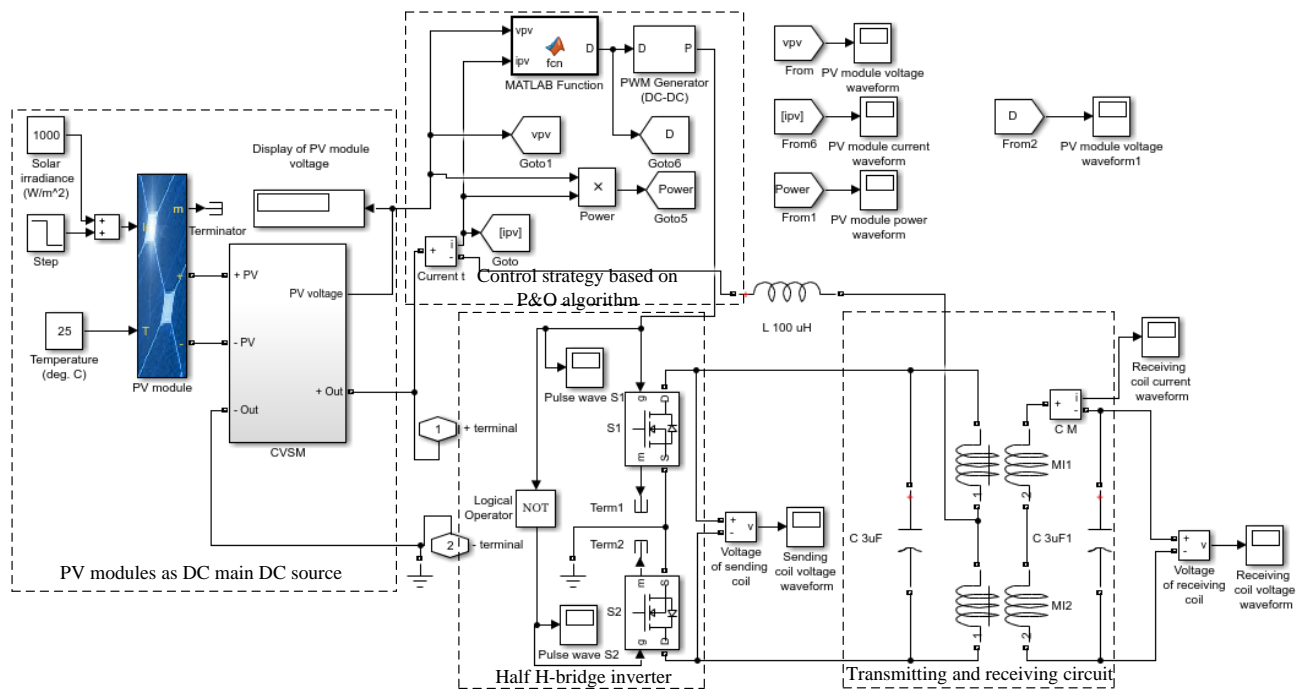 1000
Solar
irradiance
(W/m^2)
Step
+
+
25
Temperature
(deg. C)
m
+
T
-
PV module
Terminator
Display of PV module
voltage
+ PV
- PV
- Out
PV voltage
+ Out
CVSM
PV modules as DC main DC source
1
+ terminal
2
- terminal
vpv
ipv
fcn
D
MATLAB Function
D
P
PWM Generator
(DC-DC)
vpv
Goto1
D
Goto6
×
Power
Power
Goto5
[ipv]
Goto
+
i
-
Current t
Control strategy based on
P&O algorithm
vpv
From
PV module voltage
waveform
[ipv]
From6
PV module current
waveform
Power
From1
PV module power
waveform
D
From2
PV module voltage
waveform1
L 100 uH
Pulse wave S1
g
D
S1
m
S
Term1
Logical
Operator
NOT
Term2
m
S
S2
g
D
Pulse wave S2
Half H-bridge inverter
+
-
v
Voltage
of sending
coil
Sending
coil voltage
waveform
C 3uF
1
2
MI1
1
2
MI2
C 3uF1
+
i
-
C M
Receiving
coil current
waveform
+
-
v
Voltage
of receiving
coil
Receiving
coil voltage
waveform
Transmitting and receiving circuit